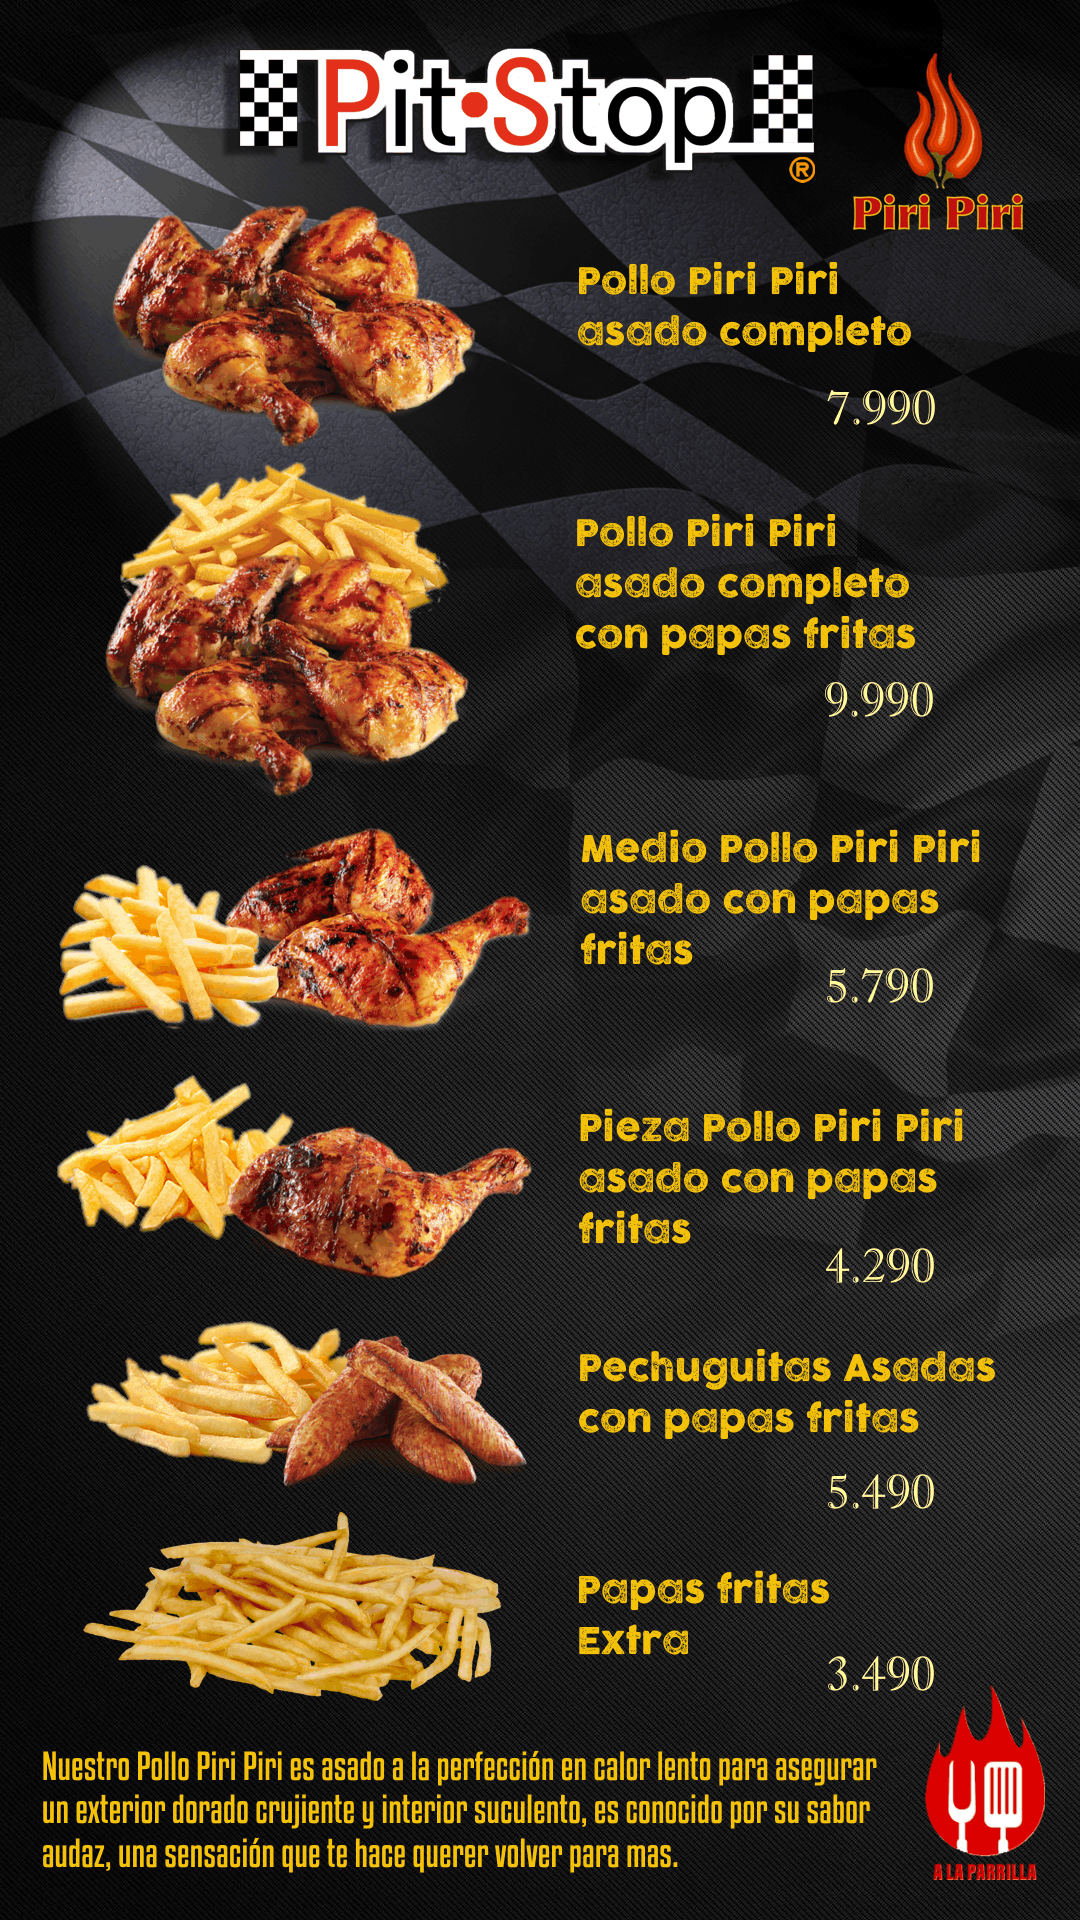 Pit•Stop
®
Piri Piri
Pollo Piri Piri
asado completo
7.990
Pollo Piri Piri
asado completo
con papas fritas
9.990
Medio Pollo Piri Piri
asado con papas
fritas
5.790
Pieza Pollo Piri Piri
asado con papas
fritas
4.290
Pechuguitas Asadas
con papas fritas
5.490
Papas fritas
Extra
3.490
Nuestro Pollo Piri Piri es asado a la perfección en calor lento para asegurar
un exterior dorado crujiente y interior suculento, es conocido por su sabor
audaz, una sensación que te hace querer volver para mas.
A LA PARRILLA